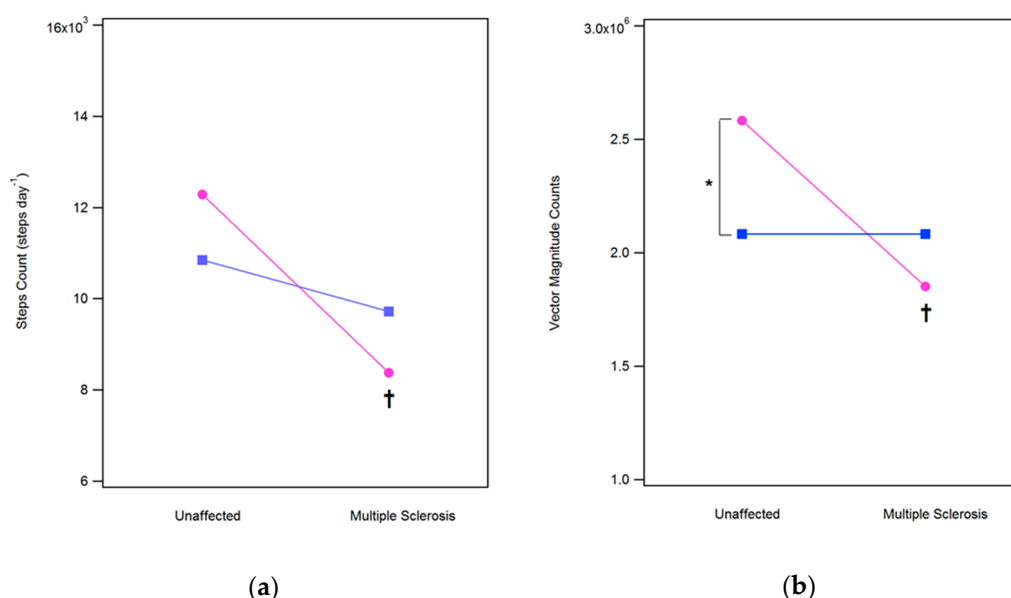 16x10³
14
12
10
8
6
Steps Count (steps day⁻¹)
†
Unaffected
Multiple Sclerosis
(a)
3.0x10⁶
2.5
2.0
1.5
1.0
Vector Magnitude Counts
*
†
Unaffected
Multiple Sclerosis
(b)